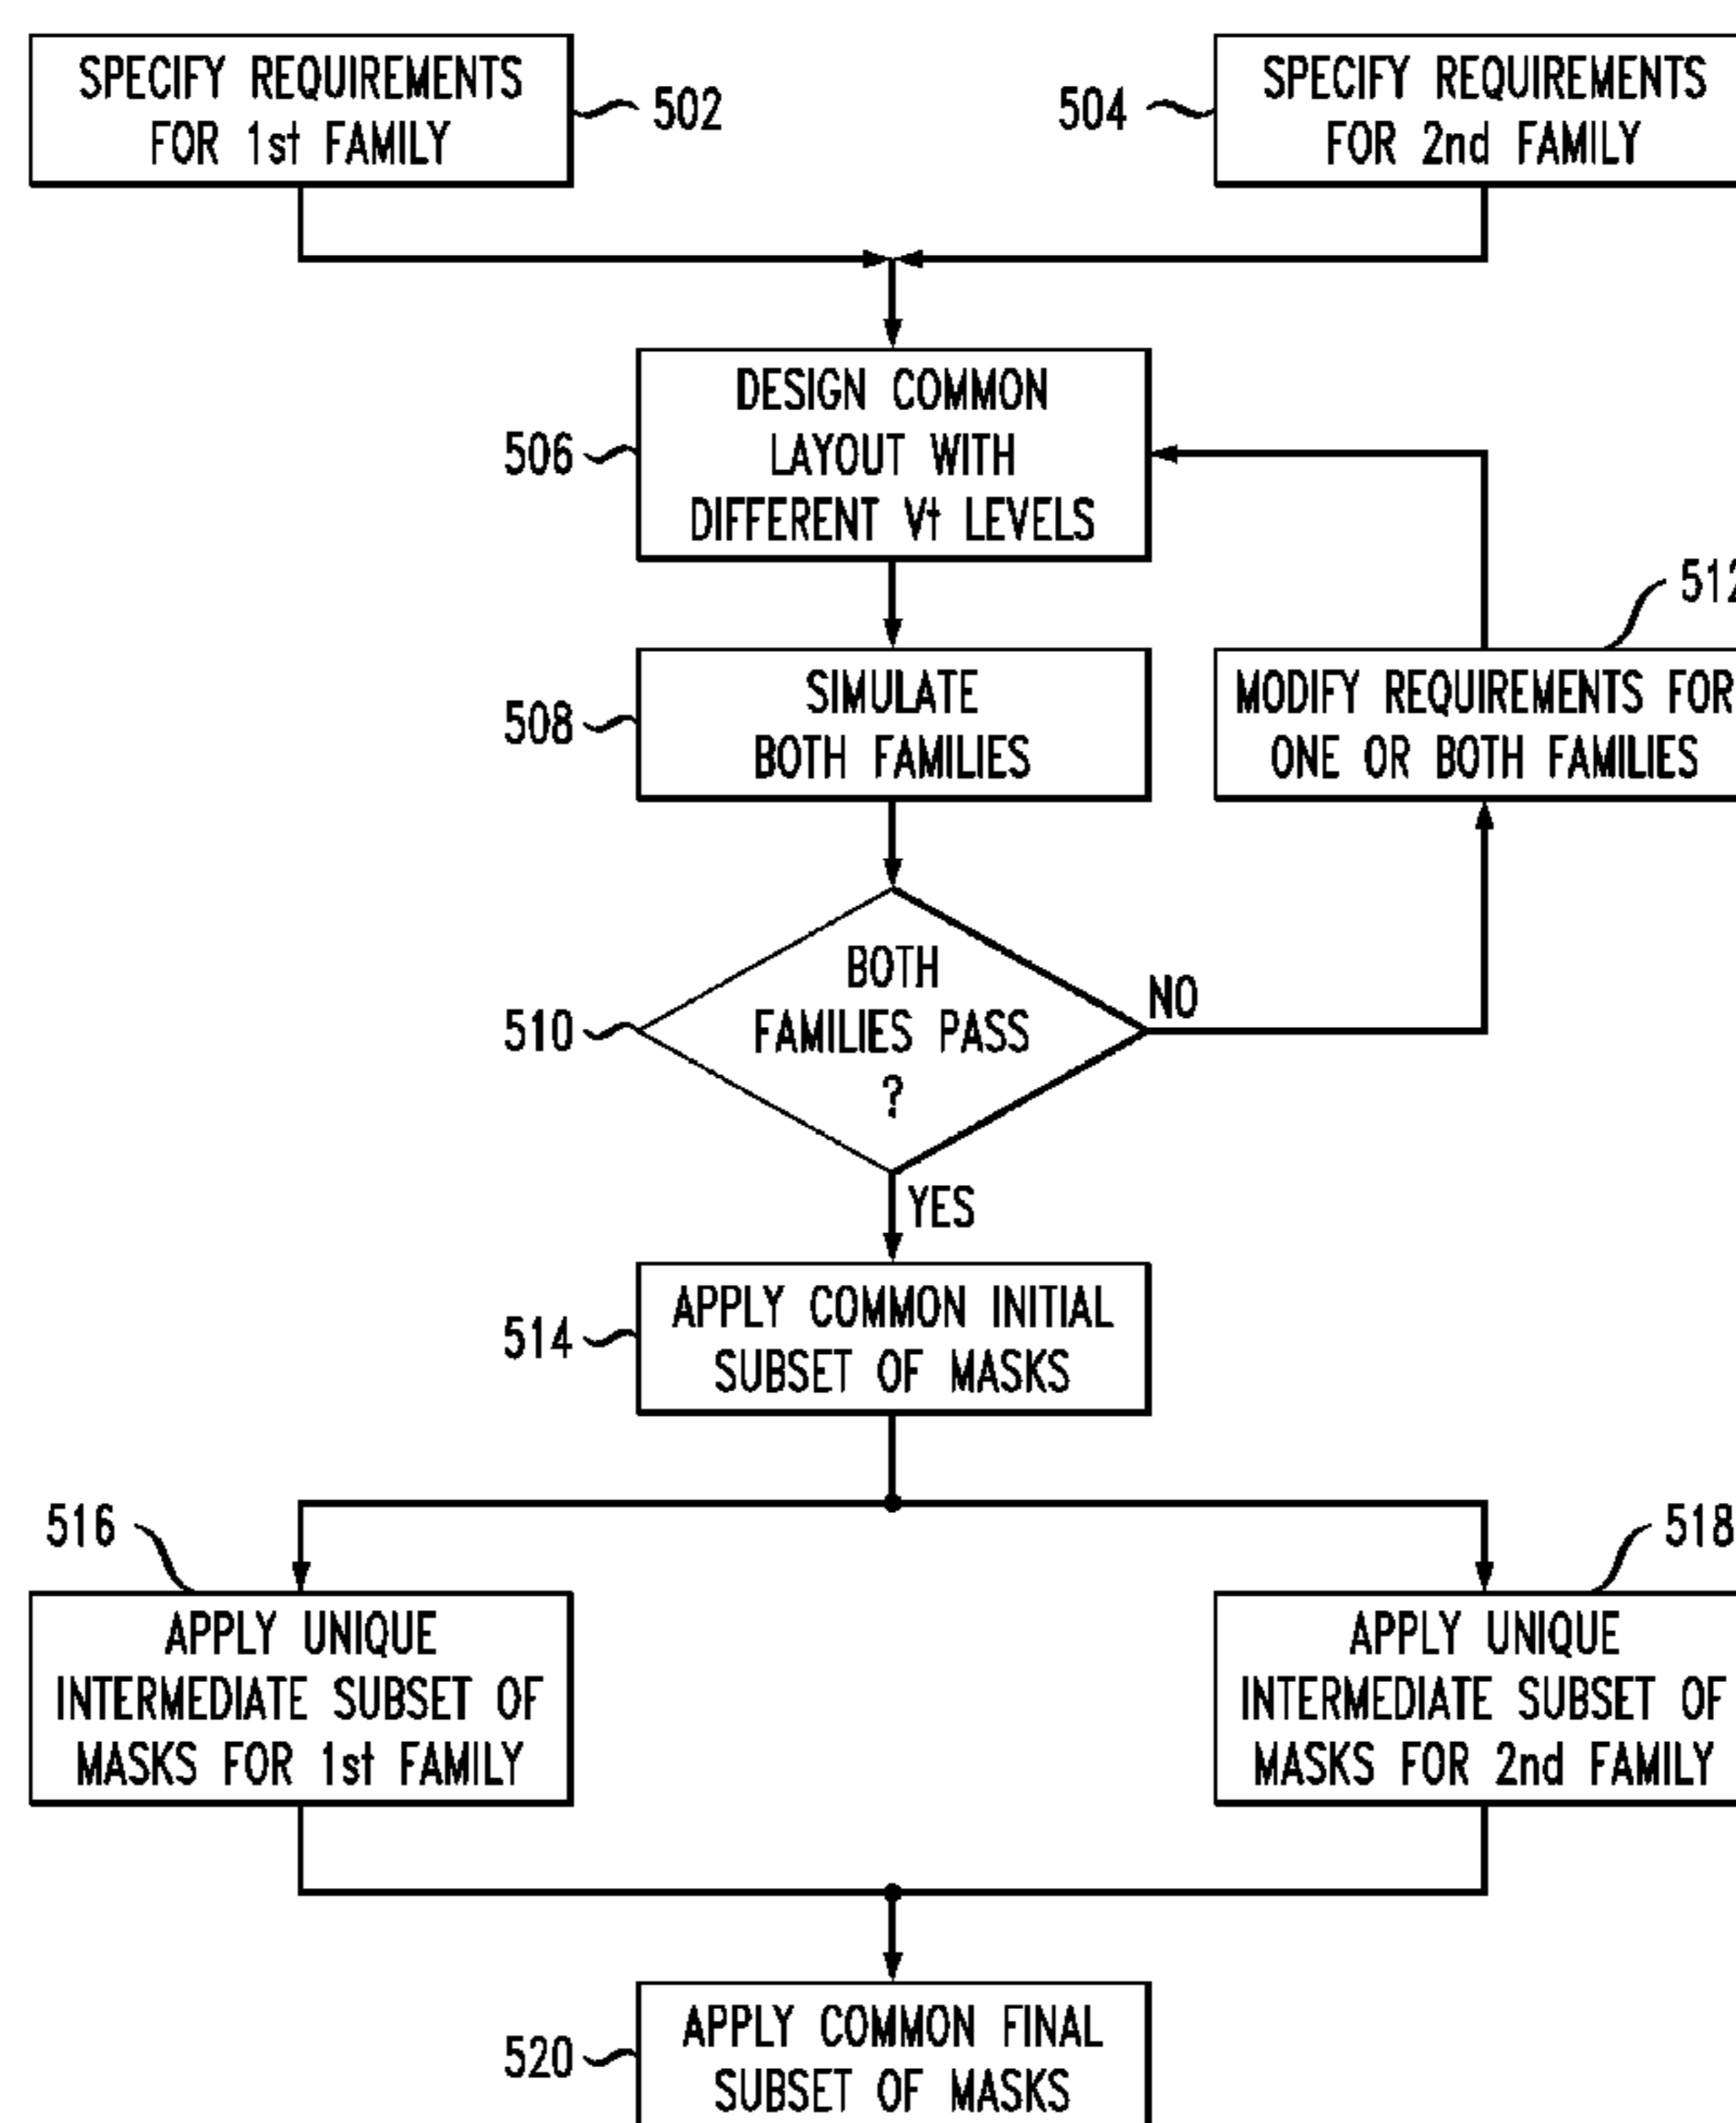 SPECIFY REQUIREMENTS
FOR 1st FAMILY
502
504
SPECIFY REQUIREMENTS
FOR 2nd FAMILY
506
DESIGN COMMON
LAYOUT WITH
DIFFERENT Vt LEVELS
512
508
SIMULATE
BOTH FAMILIES
MODIFY REQUIREMENTS FOR
ONE OR BOTH FAMILIES
510
BOTH
FAMILIES PASS
?
NO
YES
514
APPLY COMMON INITIAL
SUBSET OF MASKS
516
518
APPLY UNIQUE
INTERMEDIATE SUBSET OF
MASKS FOR 1st FAMILY
APPLY UNIQUE
INTERMEDIATE SUBSET OF
MASKS FOR 2nd FAMILY
520
APPLY COMMON FINAL
SUBSET OF MASKS